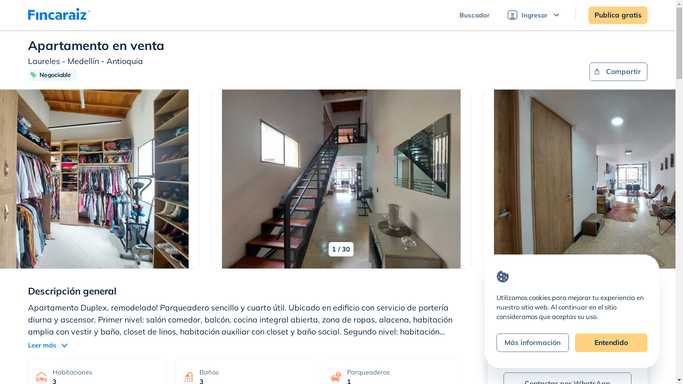 Fincaraiz
Buscador
Ingresar
Publica gratis
Apartamento en venta
Laureles - Medellín - Antioquia
Negociable
Compartir
1 / 30
Descripción general
Apartamento Duplex, remodelado! Parqueadero sencillo y cuarto útil. Ubicado en edificio con servicio de portería
diurna y ascensor. Primer nivel: salón comedor, balcón, cocina integral abierta, zona de ropas, alacena, habitación
amplia con vestir y baño, closet de linos, habitación auxiliar con closet y baño social. Segundo nivel: habitación...
Leer más
Habitaciones
3
Baños
3
Parqueaderos
1
Utilizamos cookies para mejorar tu experiencia en
nuestro sitio web. Al continuar en el sitio
consideramos que aceptas su uso.
Más información
Entendido
Contactar por WhatsApp